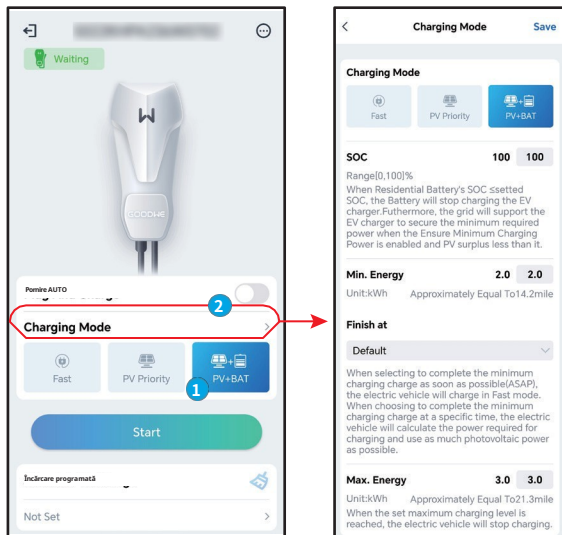 Waiting
GOODWE
Pornire AUTO
2
Charging Mode
Fast
PV Priority
PV+BAT
1
Start
Încărcare programată
Not Set
Charging Mode
Save
Charging Mode
Fast
PV Priority
PV+BAT
SOC 100 100
Range[0,100]%
When Residential Battery's SOC ≤setted
SOC, the Battery will stop charging the EV
charger.Futhermore, the grid will support the
EV charger to secure the minimum required
power when the Ensure Minimum Charging
Power is enabled and PV surplus less than it.
Min. Energy 2.0 2.0
Unit:kWh Approximately Equal To14.2mile
Finish at
Default
When selecting to complete the minimum
charging charge as soon as possible(ASAP),
the electric vehicle will charge in Fast mode.
When choosing to complete the minimum
charging charge at a specific time, the electric
vehicle will calculate the power required for
charging and use as much photovoltaic power
as possible.
Max. Energy 3.0 3.0
Unit:kWh Approximately Equal To21.3mile
When the set maximum charging level is
reached, the electric vehicle will stop charging.